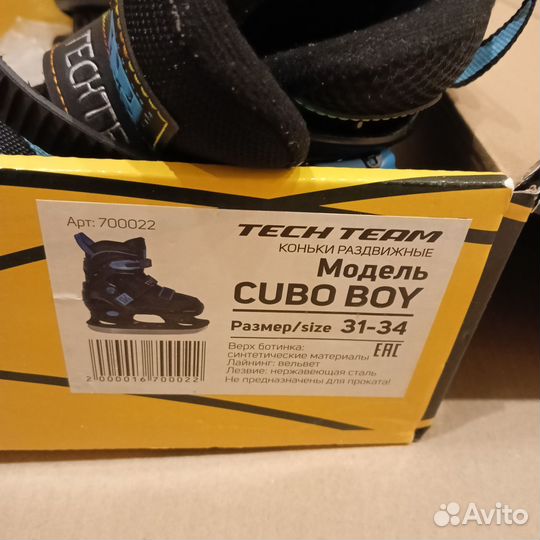 TECH TE
Арт: 700022
TECH TEAM
КОНЬКИ РАЗДВИЖНЫЕ
Модель
CUBO BOY
Размер/size 31-34
Верх ботинка:
синтетические материалы
Лайнинг: вельвет
Лезвие: нержавеющая сталь
Не предназначены для проката!
EAC
2 000016 700022
Avito